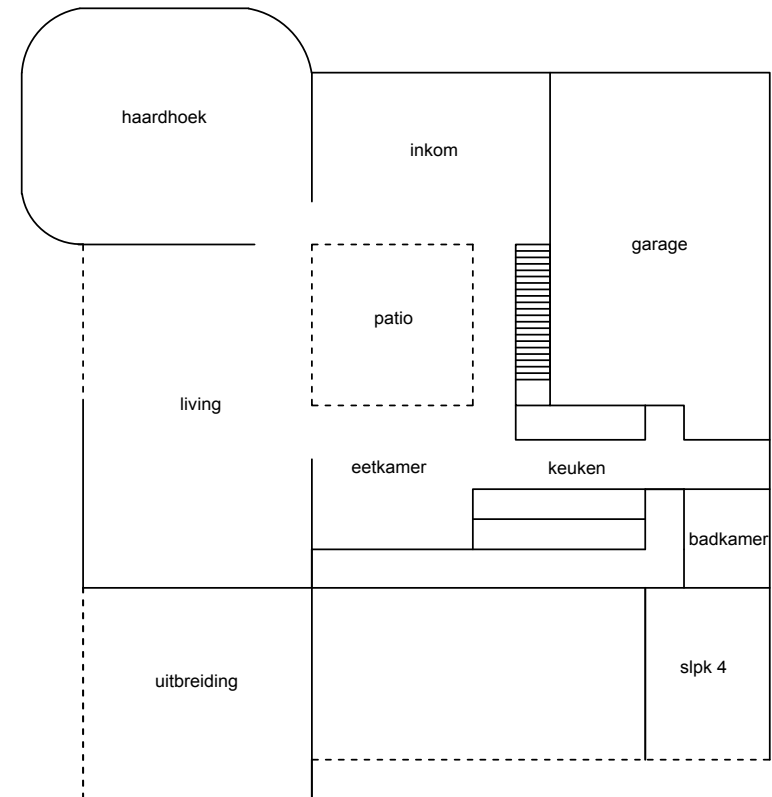 haardhoek
inkom
garage
patio
living
eetkamer
keuken
badkamer
slpk 4
uitbreiding